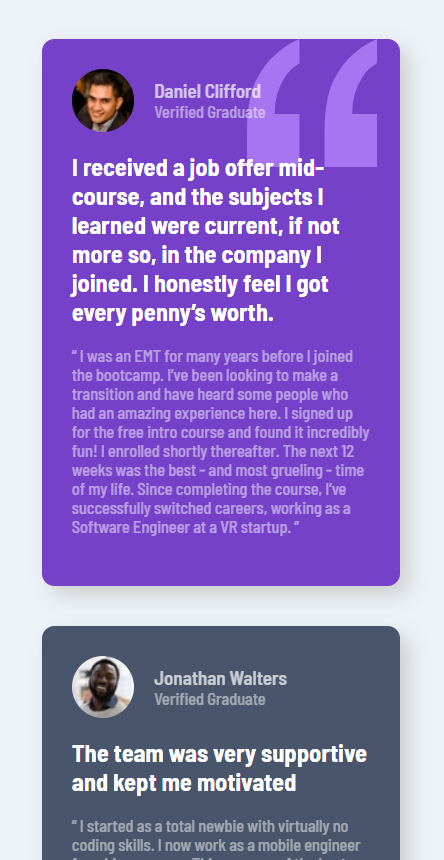 Daniel Clifford
Verified Graduate
I received a job offer mid-
course, and the subjects I
learned were current, if not
more so, in the company I
joined. I honestly feel I got
every penny’s worth.
“ I was an EMT for many years before I joined
the bootcamp. I’ve been looking to make a
transition and have heard some people who
had an amazing experience here. I signed up
for the free intro course and found it incredibly
fun! I enrolled shortly thereafter. The next 12
weeks was the best - and most grueling - time
of my life. Since completing the course, I’ve
successfully switched careers, working as a
Software Engineer at a VR startup. ”
Jonathan Walters
Verified Graduate
The team was very supportive
and kept me motivated
“ I started as a total newbie with virtually no
coding skills. I now work as a mobile engineer